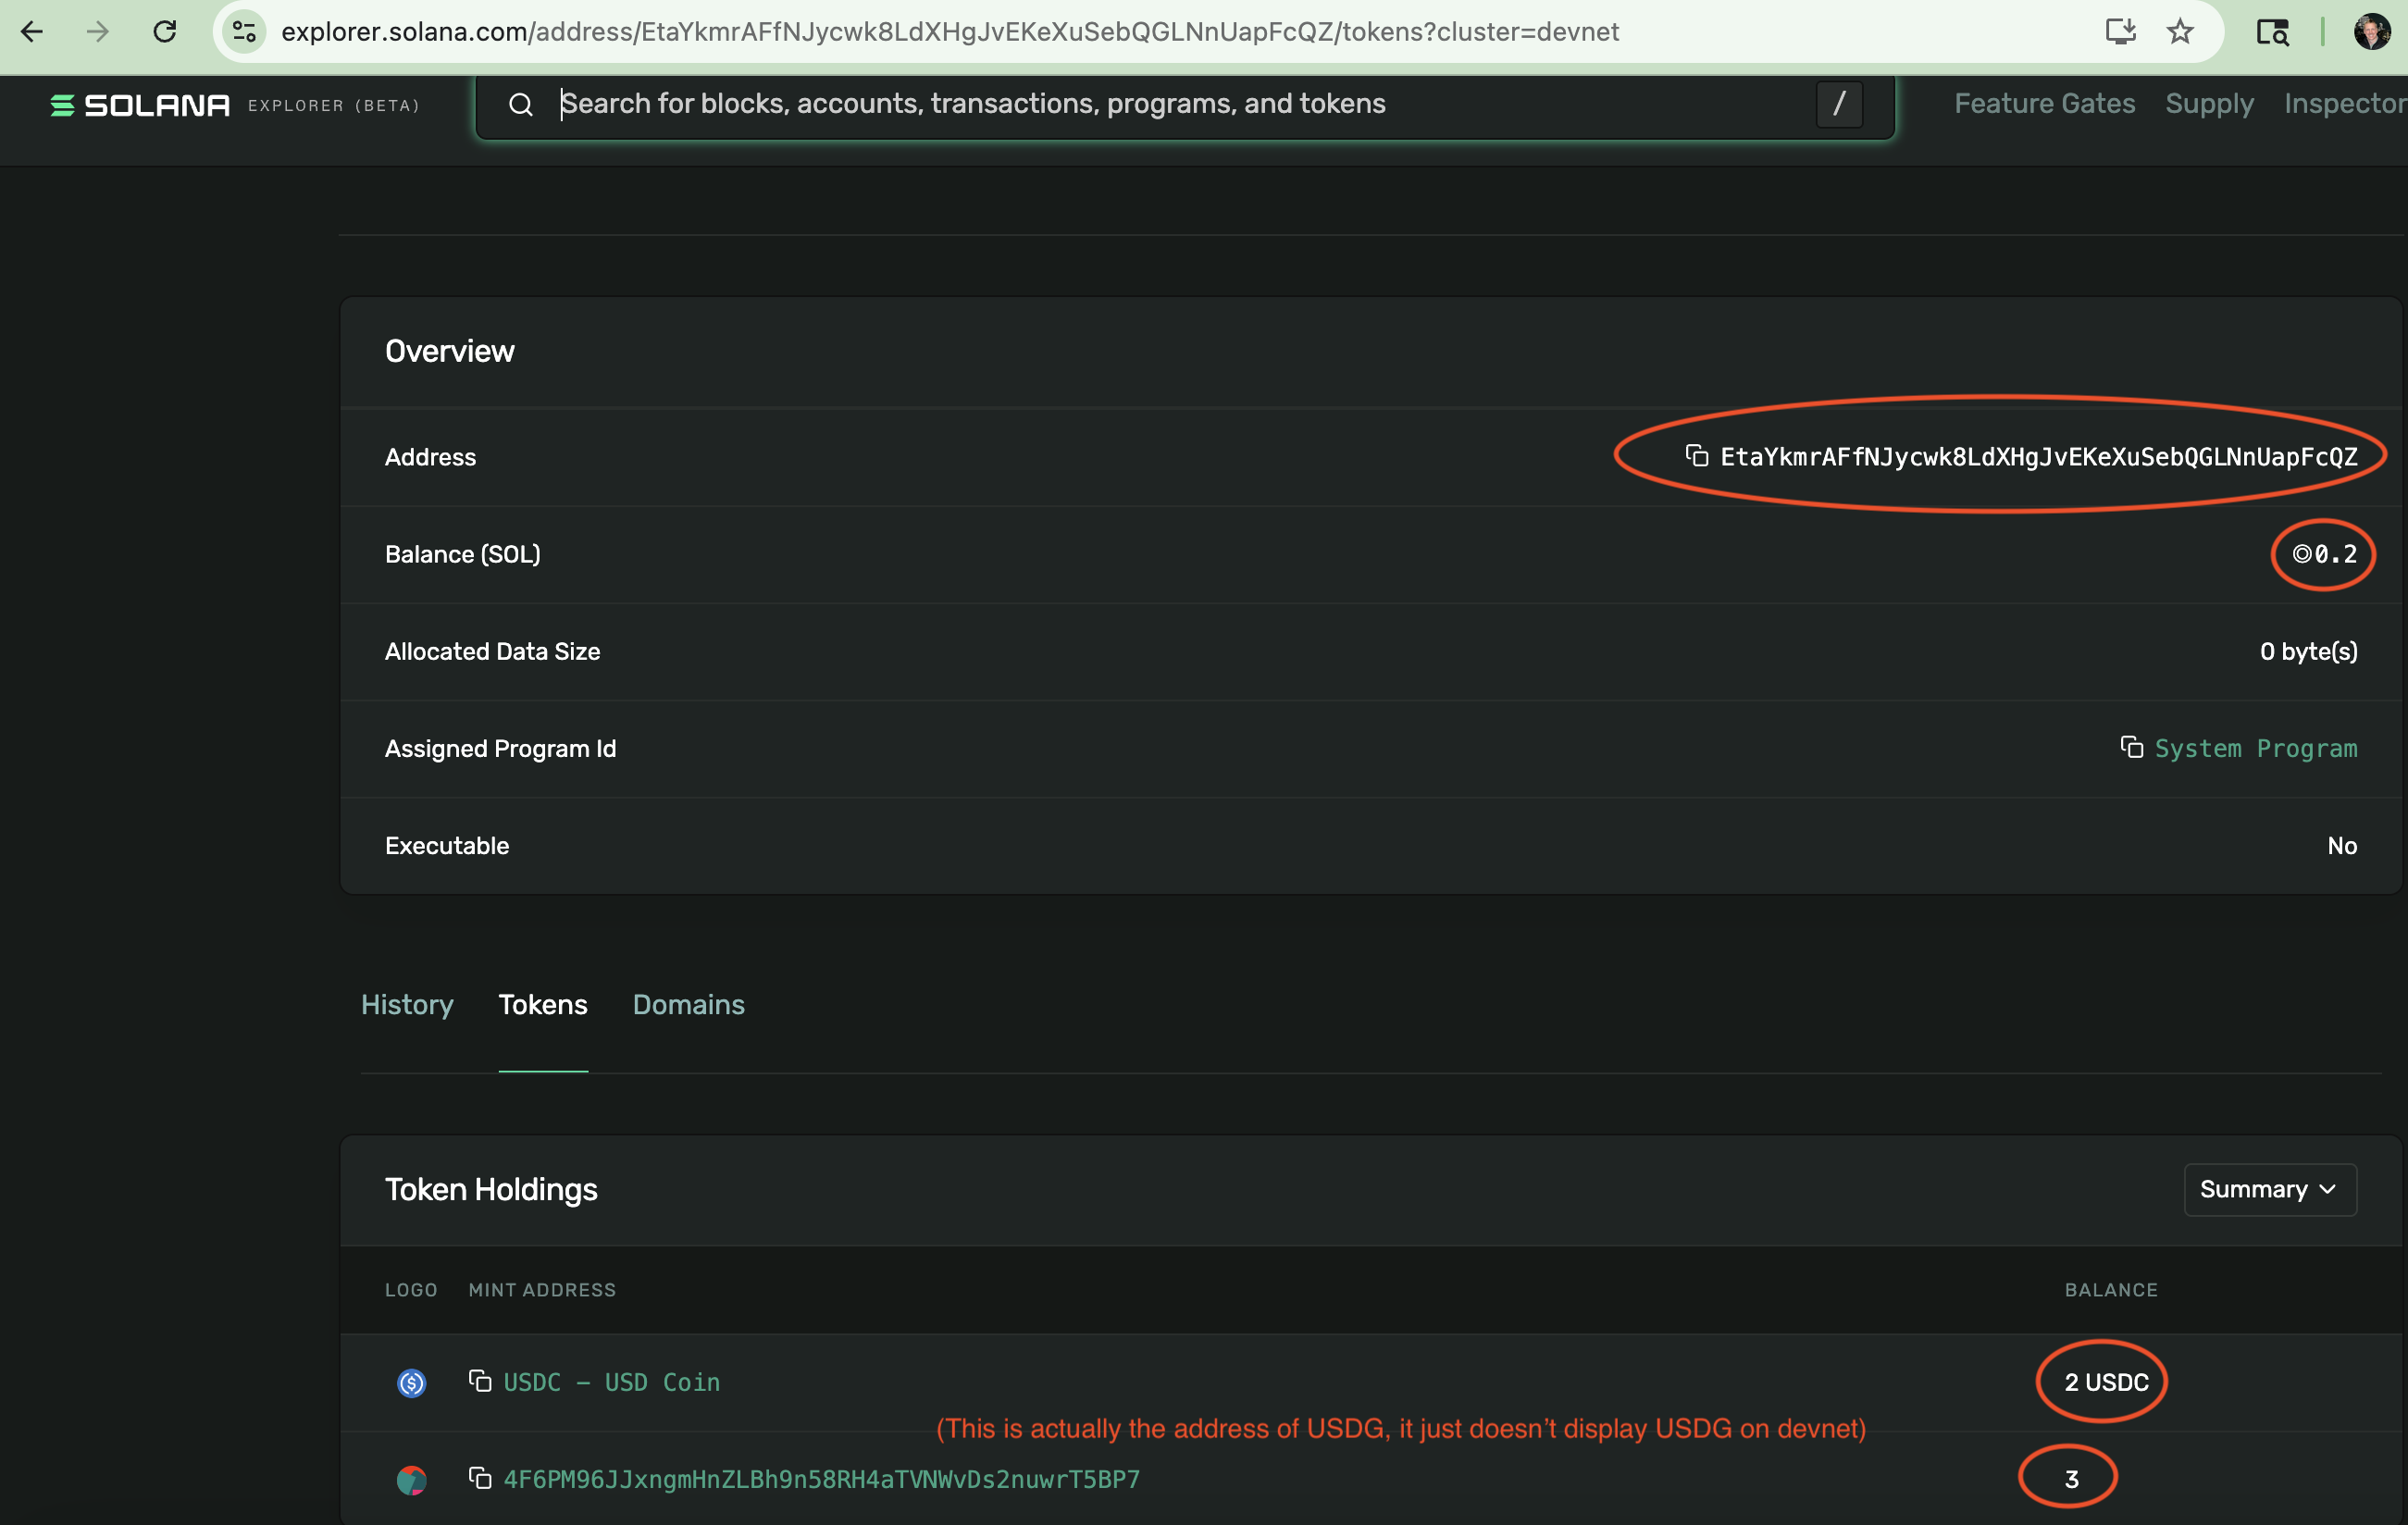 explorer.solana.com/address/EtaYkmrAFfNJycwk8LdXHgJvEKeXuSebQGLNnUapFcQZ/tokens?cluster=devnet
SOLANA EXPLORER (BETA)
Search for blocks, accounts, transactions, programs, and tokens
/
Feature Gates Supply Inspector
Overview
Address EtaYkmrAFfNJycwk8LdXHgJvEKeXuSebQGLNnUapFcQZ
Balance (SOL) ◎0.2
Allocated Data Size 0 byte(s)
Assigned Program Id System Program
Executable No
History Tokens Domains
Token Holdings Summary
LOGO MINT ADDRESS BALANCE
USDC - USD Coin 2 USDC
(This is actually the address of USDG, it just doesn't display USDG on devnet)
4F6PM96JJxngmHnZLBh9n58RH4aTVNWvDs2nuwrT5BP7 3